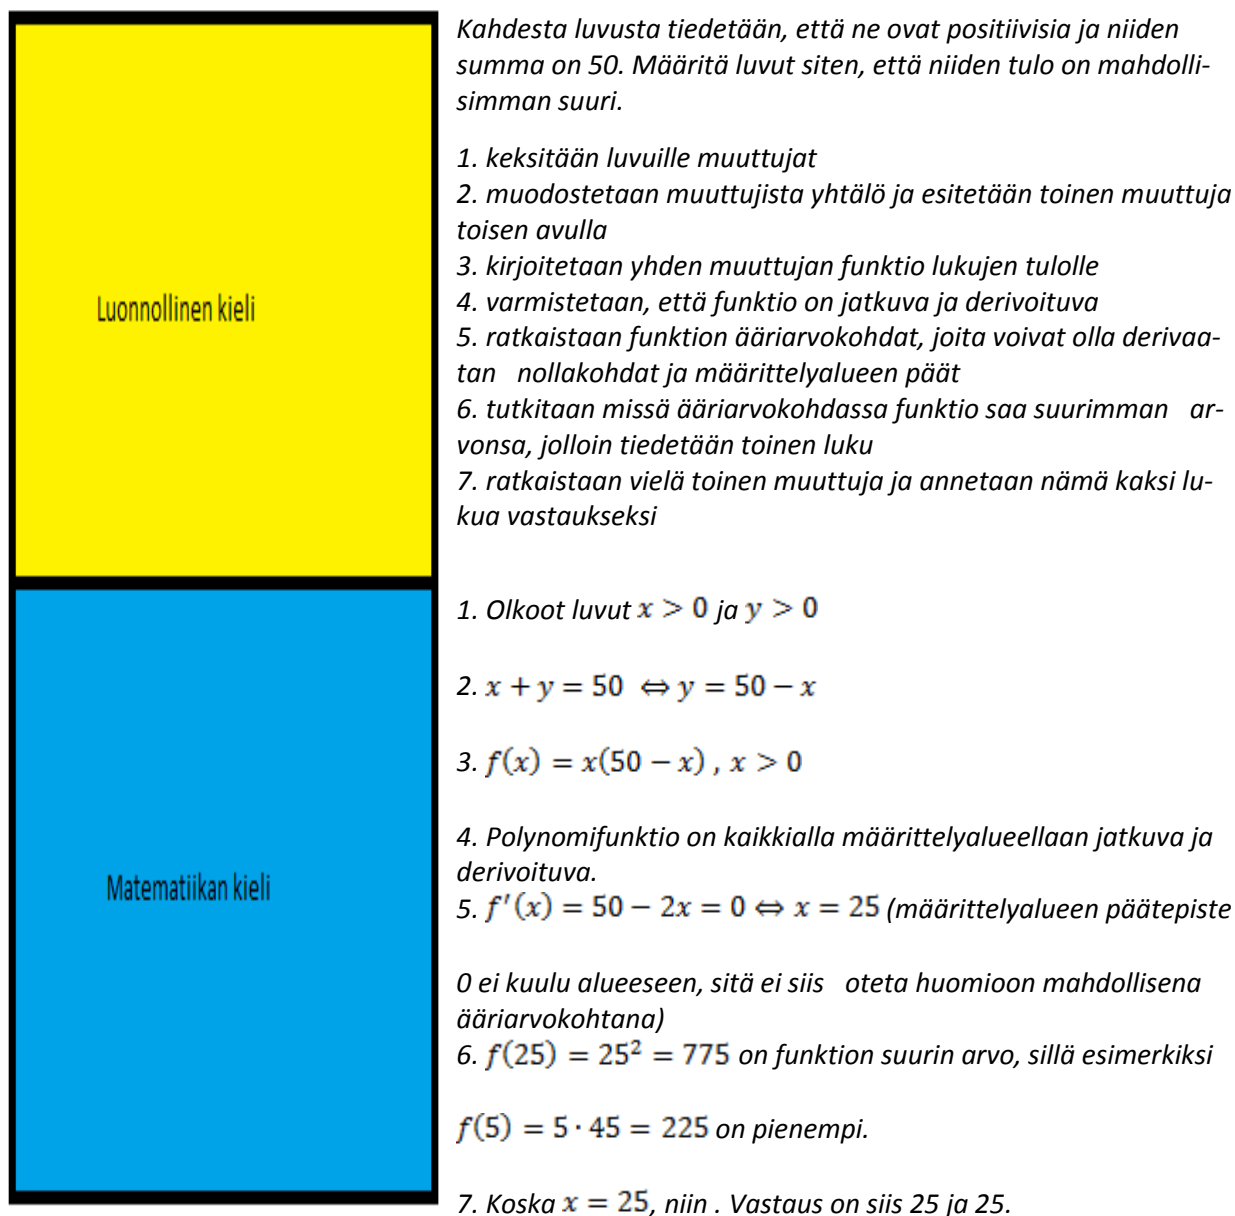 Kahdesta luvusta tiedetään, että ne ovat positiivisia ja niiden
summa on 50. Määritä luvut siten, että niiden tulo on mahdolli-
simman suuri.
1. keksitään luvuille muuttujat
2. muodostetaan muuttujista yhtälö ja esitetään toinen muuttuja
toisen avulla
3. kirjoitetaan yhden muuttujan funktio lukujen tulolle
4. varmistetaan, että funktio on jatkuva ja derivoituva
5. ratkaistaan funktion ääriarvokohdat, joita voivat olla derivaa-
tan nollakohdat ja määrittelyalueen päät
6. tutkitaan missä ääriarvokohdassa funktio saa suurimman ar-
vonsa, jolloin tiedetään toinen luku
7. ratkaistaan vielä toinen muuttuja ja annetaan nämä kaksi lu-
kua vastaukseksi
Luonnollinen kieli
1. Olkoot luvut x > 0 ja y > 0
2. x + y = 50 ⇔ y = 50 − x
3. f(x) = x(50 − x) , x > 0
4. Polynomifunktio on kaikkialla määrittelyalueellaan jatkuva ja
derivoituva.
5. f′(x) = 50 − 2x = 0 ⇔ x = 25 (määrittelyalueen päätepiste
0 ei kuulu alueeseen, sitä ei siis oteta huomioon mahdollisena
ääriarvokohtana)
6. f(25) = 25² = 775 on funktion suurin arvo, sillä esimerkiksi
f(5) = 5 · 45 = 225 on pienempi.
7. Koska x = 25, niin . Vastaus on siis 25 ja 25.
Matematiikan kieli